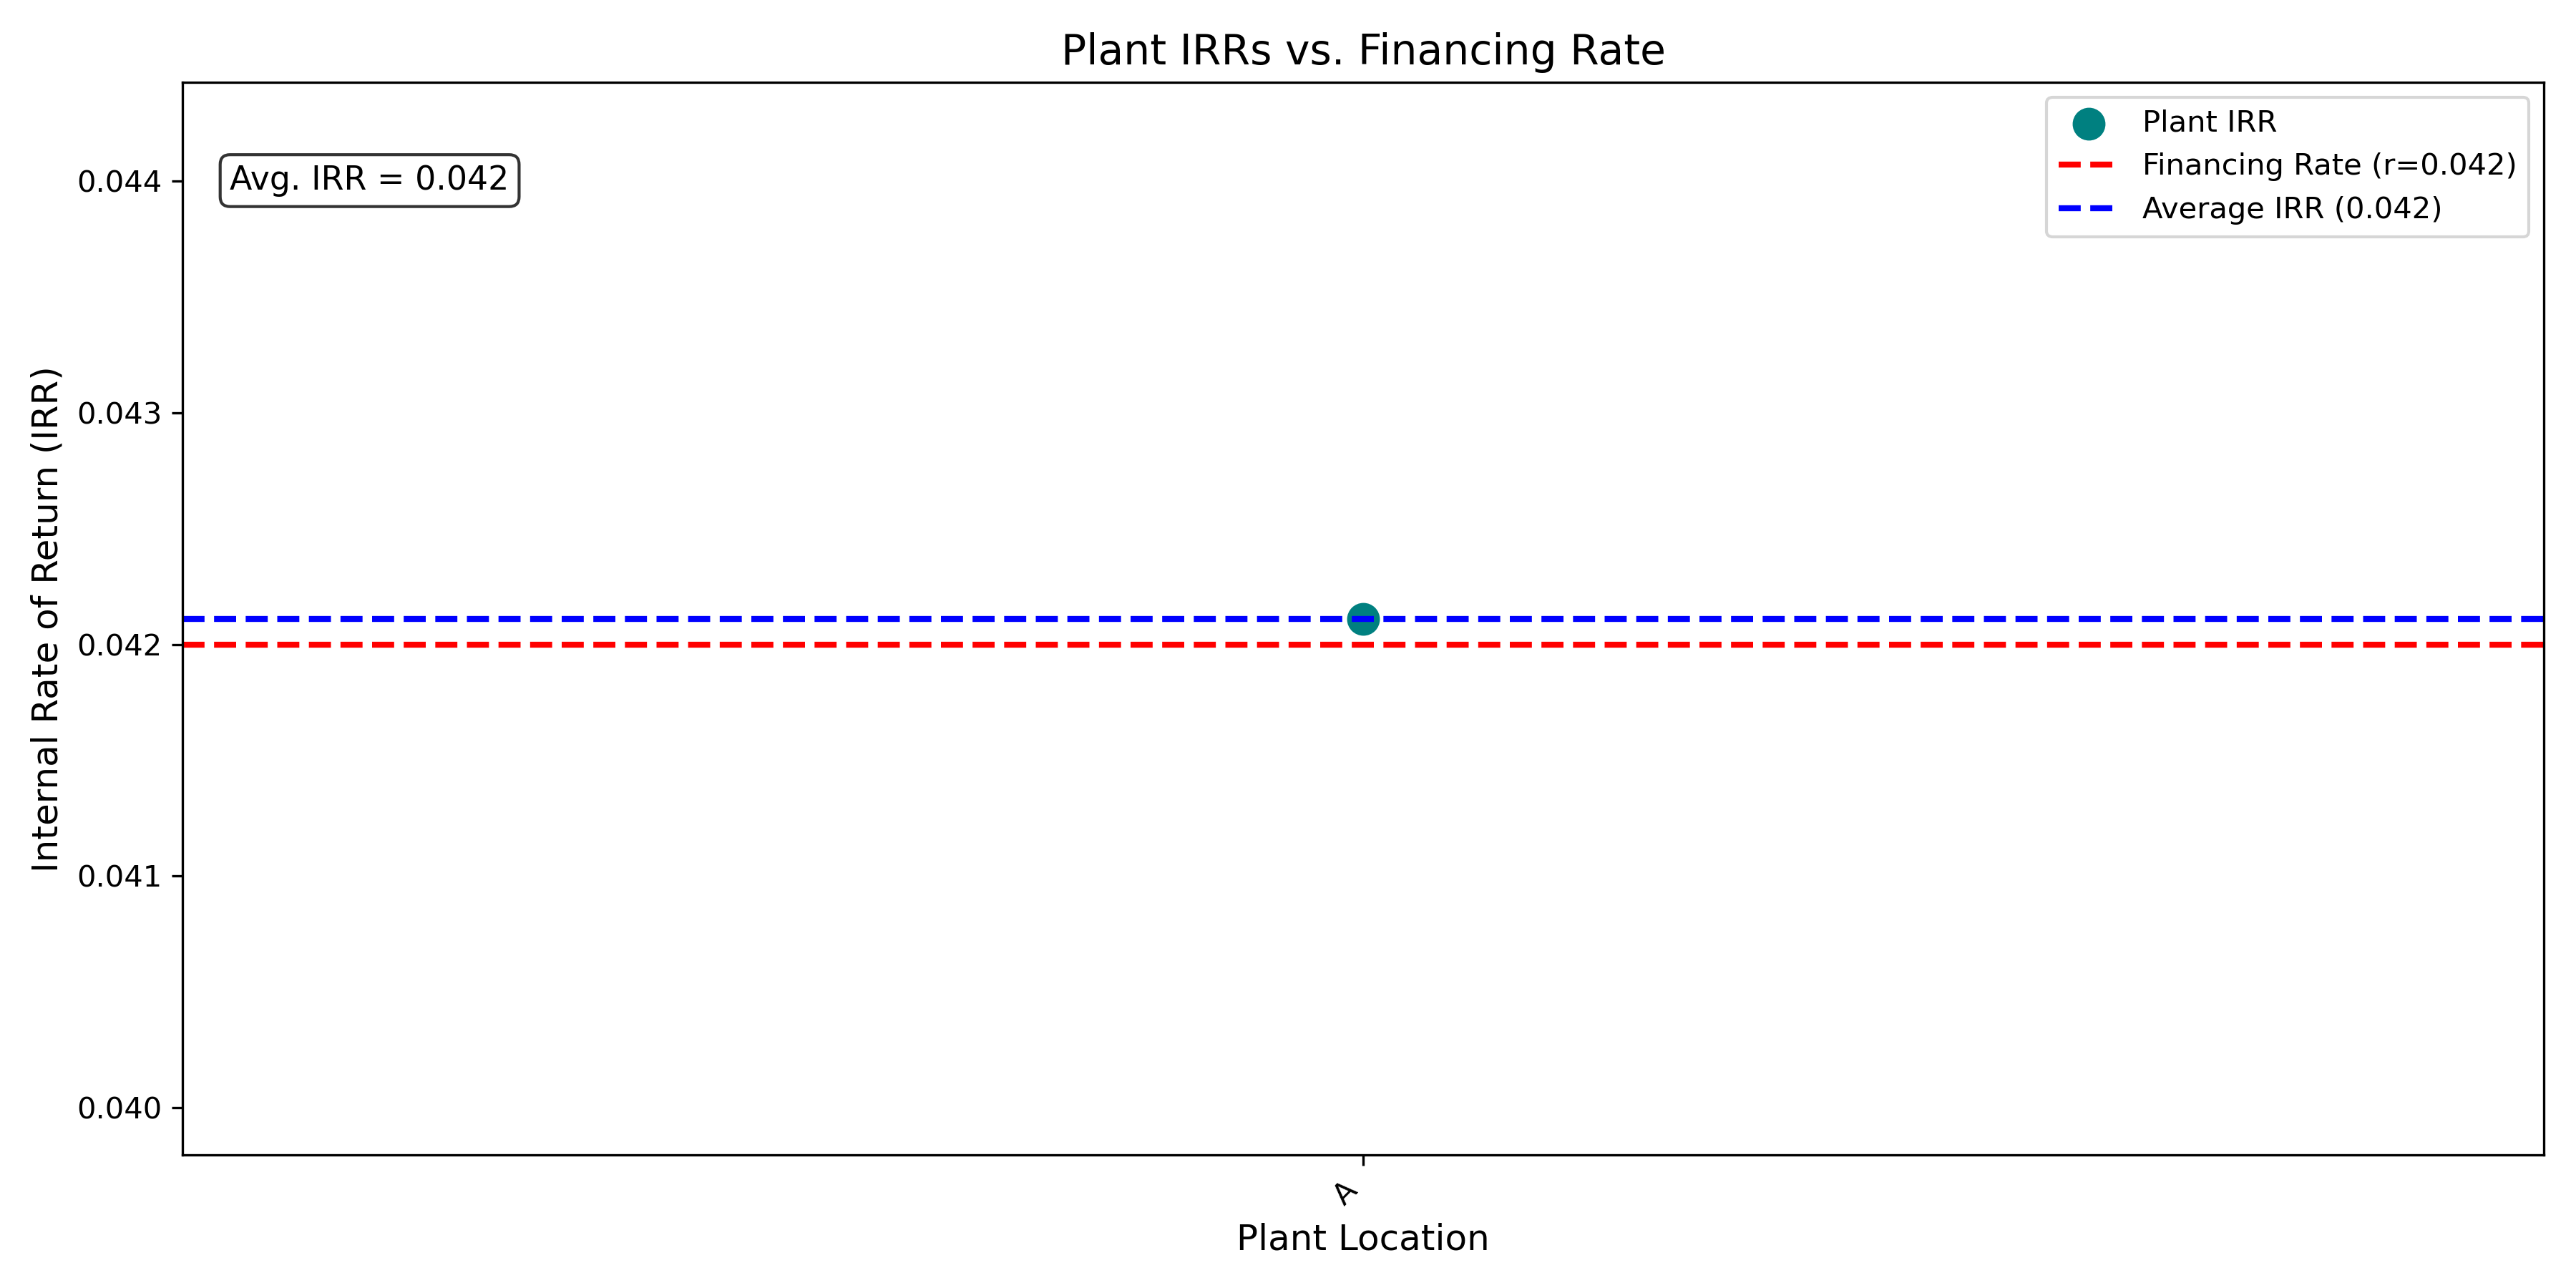 Plant IRRs vs. Financing Rate
Avg. IRR = 0.042
Plant IRR
Financing Rate (r=0.042)
Average IRR (0.042)
Internal Rate of Return (IRR)
0.044
0.043
0.042
0.041
0.040
A
Plant Location